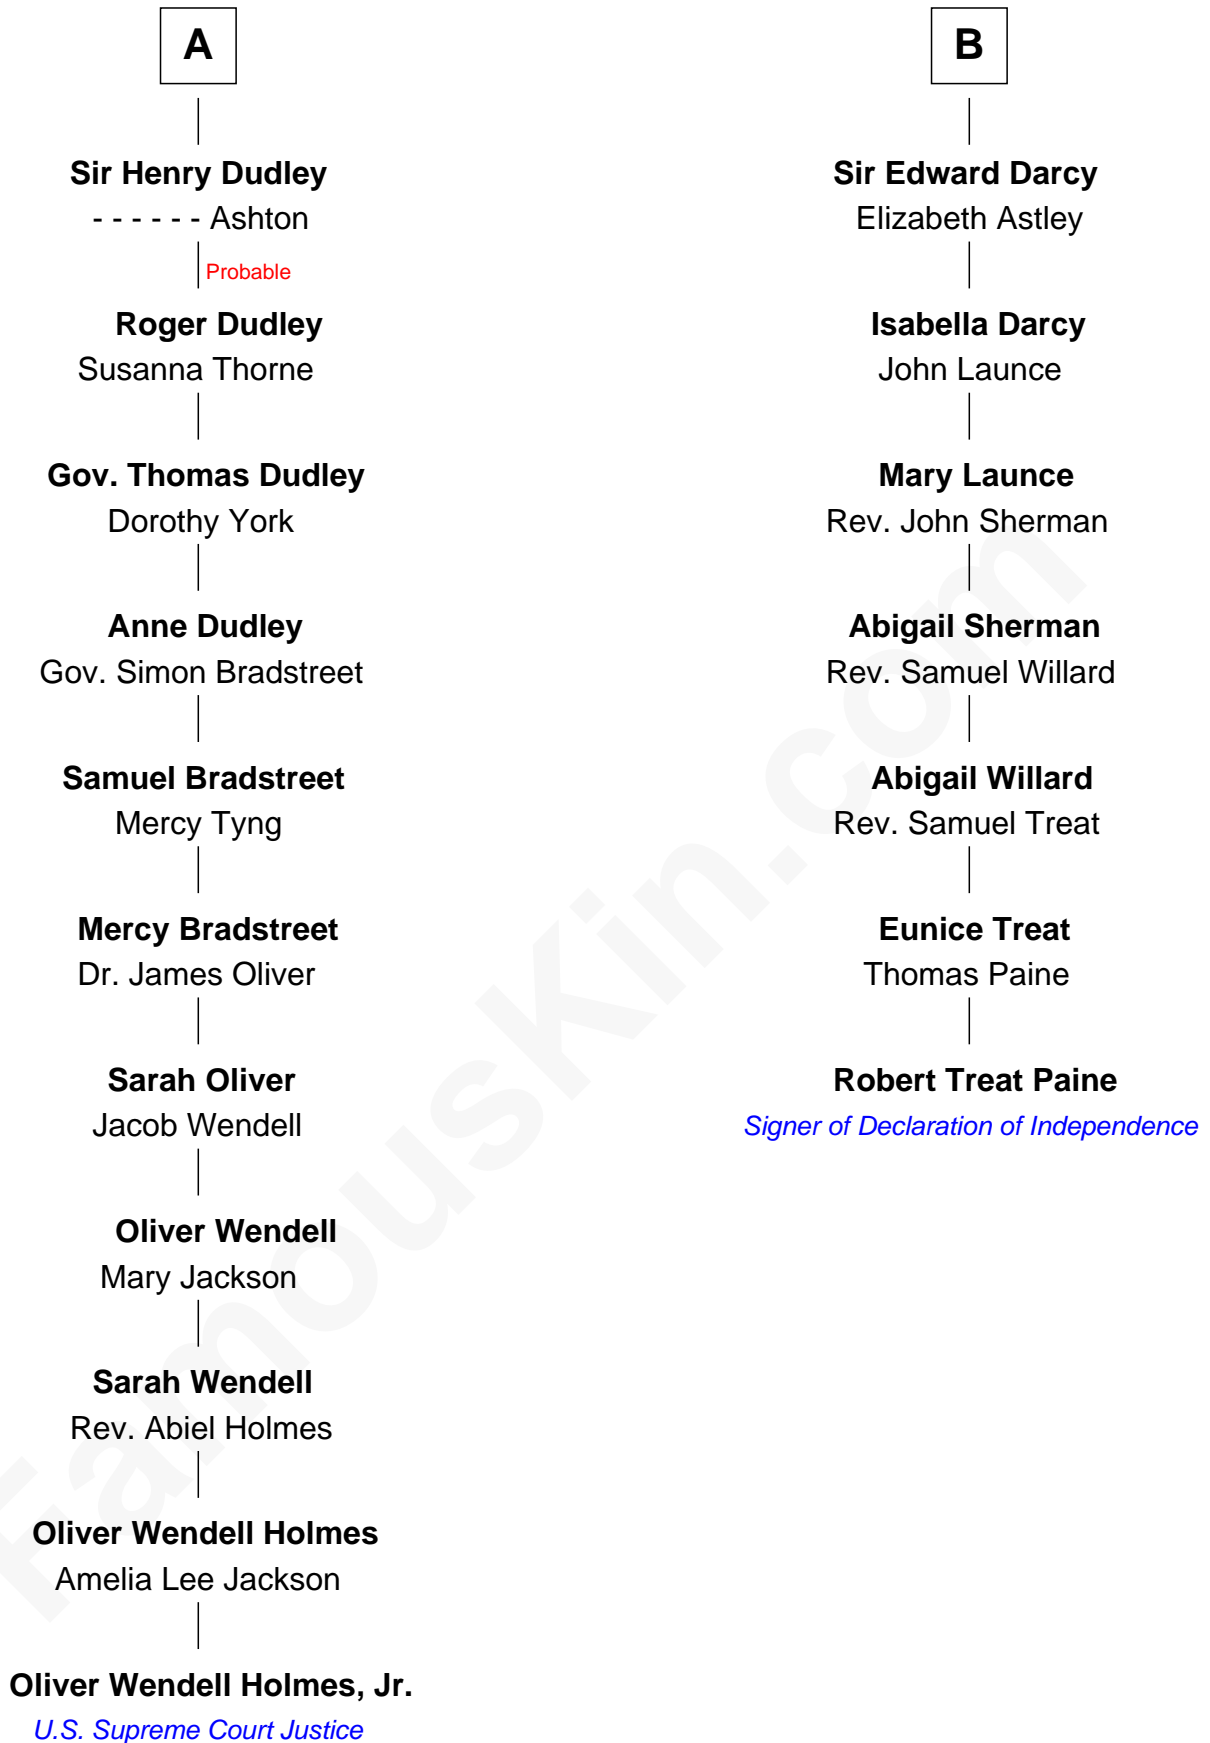 A
Sir Henry Dudley
- - - - - - Ashton
Probable
Roger Dudley
Susanna Thorne
Gov. Thomas Dudley
Dorothy York
Anne Dudley
Gov. Simon Bradstreet
Samuel Bradstreet
Mercy Tyng
Mercy Bradstreet
Dr. James Oliver
Sarah Oliver
Jacob Wendell
Oliver Wendell
Mary Jackson
Sarah Wendell
Rev. Abiel Holmes
Oliver Wendell Holmes
Amelia Lee Jackson
Oliver Wendell Holmes, Jr.
U.S. Supreme Court Justice
B
Sir Edward Darcy
Elizabeth Astley
Isabella Darcy
John Launce
Mary Launce
Rev. John Sherman
Abigail Sherman
Rev. Samuel Willard
Abigail Willard
Rev. Samuel Treat
Eunice Treat
Thomas Paine
Robert Treat Paine
Signer of Declaration of Independence
FamousKin.com